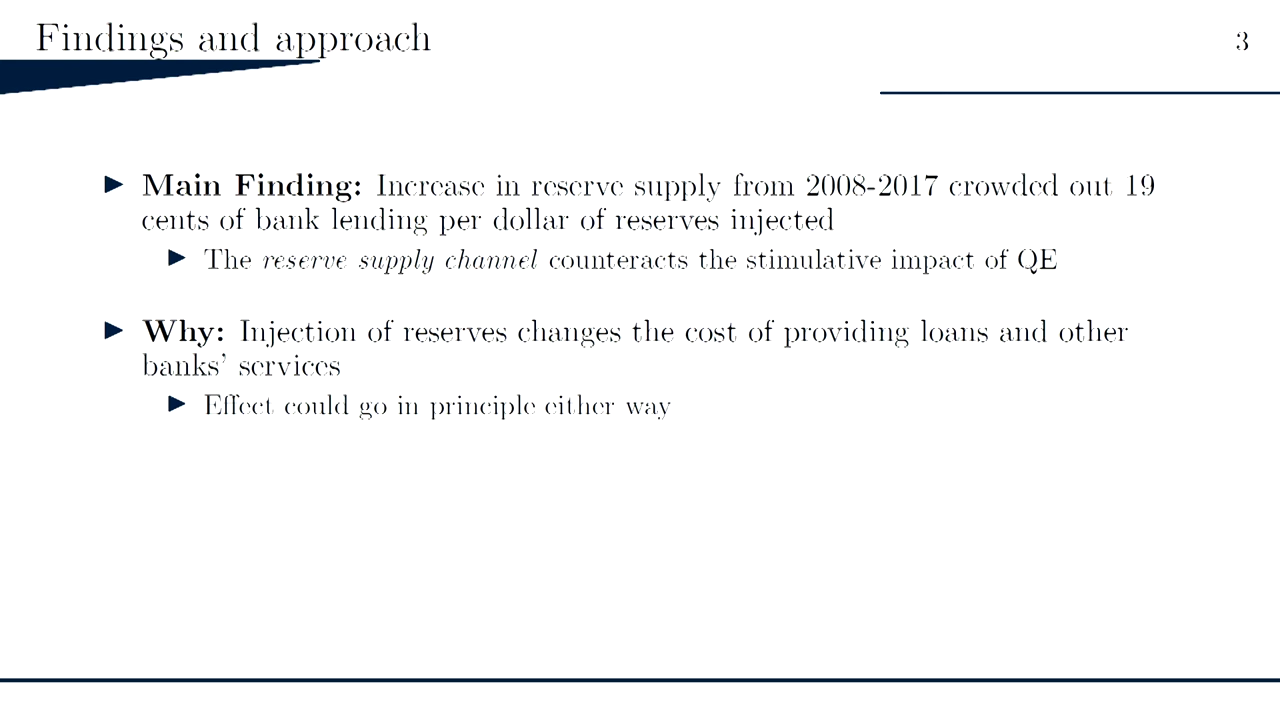 Findings and approach
3
▶ Main Finding: Increase in reserve supply from 2008-2017 crowded out 19
cents of bank lending per dollar of reserves injected
▶ The reserve supply channel counteracts the stimulative impact of QE
▶ Why: Injection of reserves changes the cost of providing loans and other
banks' services
▶ Effect could go in principle either way